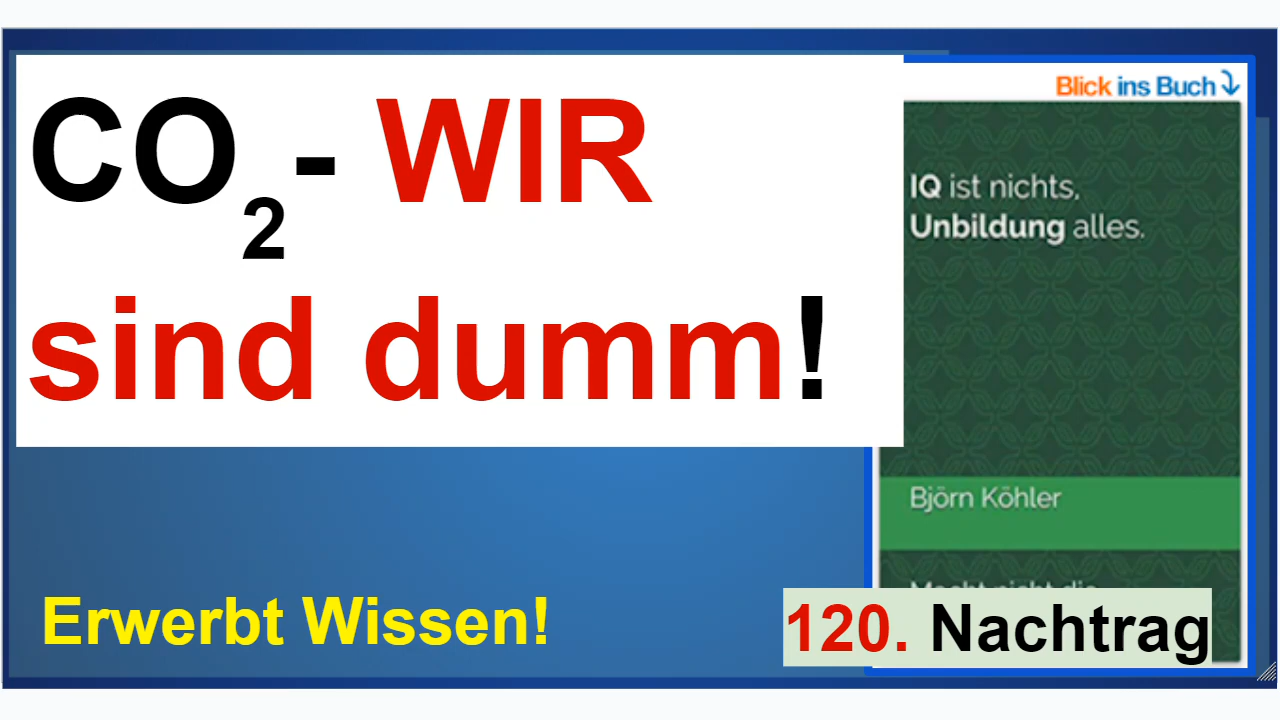 CO₂- WIR
sind dumm!
Blick ins Buch
IQ ist nichts,
Unbildung alles.
Björn Köhler
Erwerbt Wissen!
120. Nachtrag